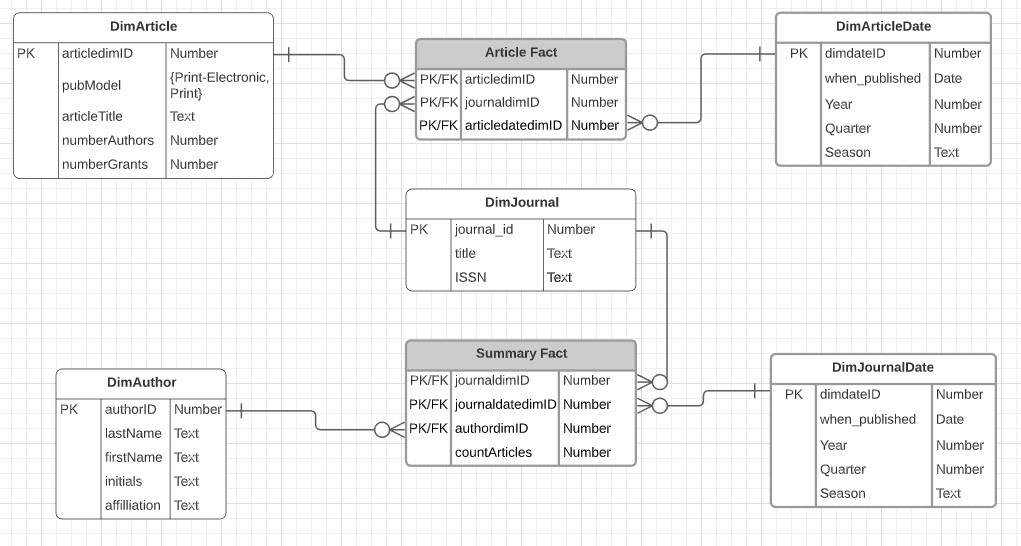 DimArticle
PK articledimID Number
pubModel {Print-Electronic,
Print}
articleTitle Text
numberAuthors Number
numberGrants Number
Article Fact
PK/FK articledimID Number
PK/FK journaldimID Number
PK/FK articledatedimID Number
DimArticleDate
PK dimdateID Number
when_published Date
Year Number
Quarter Number
Season Text
DimJournal
PK journal_id Number
title Text
ISSN Text
Summary Fact
PK/FK journaldimID Number
PK/FK journaldatedimID Number
PK/FK authordimID Number
countArticles Number
DimAuthor
PK authorID Number
lastName Text
firstName Text
initials Text
affilliation Text
DimJournalDate
PK dimdateID Number
when_published Date
Year Number
Quarter Number
Season Text